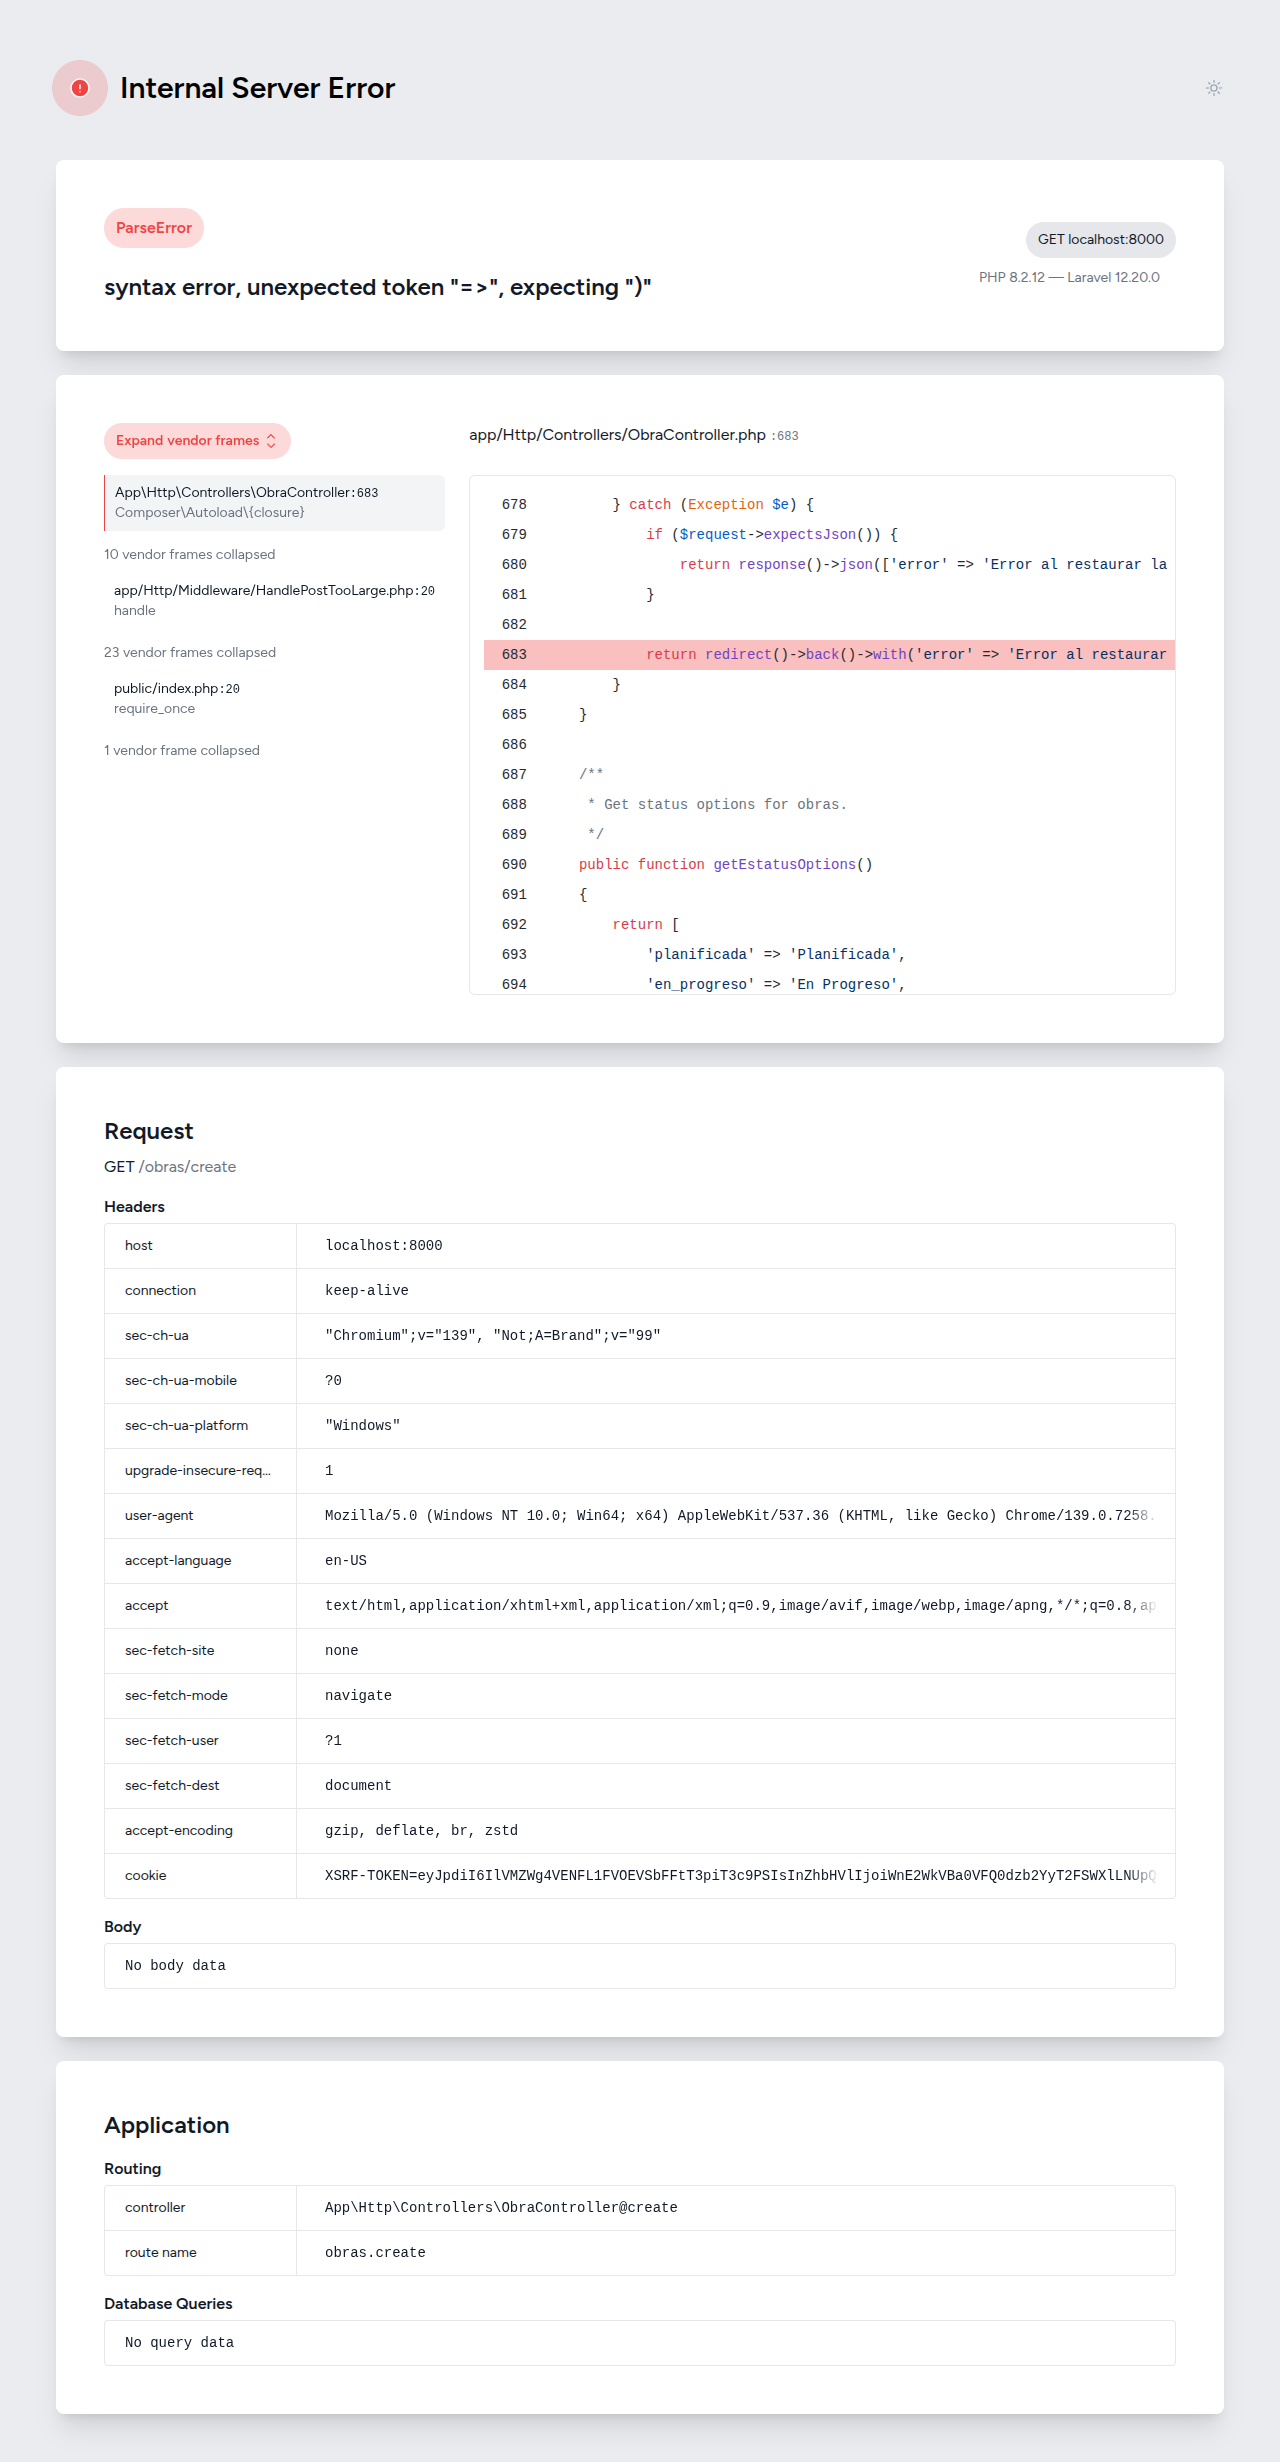 Internal Server Error
ParseError
GET localhost:8000
syntax error, unexpected token "=>", expecting ")"
PHP 8.2.12 — Laravel 12.20.0
Expand vendor frames
app/Http/Controllers/ObraController.php :683
App\Http\Controllers\ObraController:683
Composer\Autoload\{closure}
10 vendor frames collapsed
app/Http/Middleware/HandlePostTooLarge.php:20
handle
23 vendor frames collapsed
public/index.php:20
require_once
1 vendor frame collapsed
678 } catch (Exception $e) {
679 if ($request->expectsJson()) {
680 return response()->json(['error' => 'Error al restaurar la
681 }
682
683 return redirect()->back()->with('error' => 'Error al restaurar
684 }
685 }
686
687 /**
688 * Get status options for obras.
689 */
690 public function getEstatusOptions()
691 {
692 return [
693 'planificada' => 'Planificada',
694 'en_progreso' => 'En Progreso',
Request
GET /obras/create
Headers
host localhost:8000
connection keep-alive
sec-ch-ua "Chromium";v="139", "Not;A=Brand";v="99"
sec-ch-ua-mobile ?0
sec-ch-ua-platform "Windows"
upgrade-insecure-req... 1
user-agent Mozilla/5.0 (Windows NT 10.0; Win64; x64) AppleWebKit/537.36 (KHTML, like Gecko) Chrome/139.0.7258.
accept-language en-US
accept text/html,application/xhtml+xml,application/xml;q=0.9,image/avif,image/webp,image/apng,*/*;q=0.8,ap
sec-fetch-site none
sec-fetch-mode navigate
sec-fetch-user ?1
sec-fetch-dest document
accept-encoding gzip, deflate, br, zstd
cookie XSRF-TOKEN=eyJpdiI6IlVMZWg4VENFL1FVOEVSbFFtT3piT3c9PSIsInZhbHVlIjoiWnE2WkVBa0VFQ0dzb2YyT2FSWXlLNUpQ
Body
No body data
Application
Routing
controller App\Http\Controllers\ObraController@create
route name obras.create
Database Queries
No query data